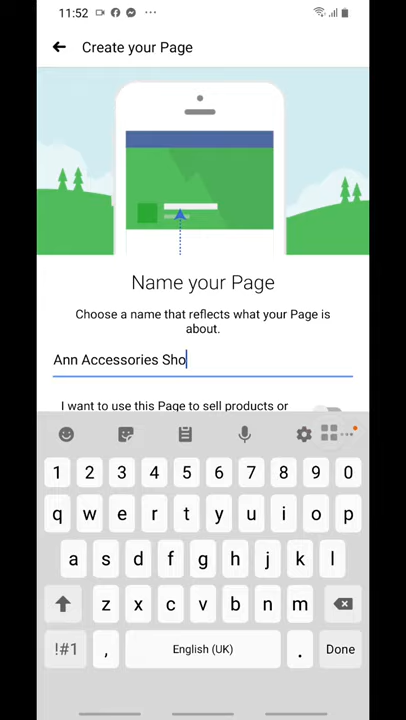 11:52
Create your Page
Name your Page
Choose a name that reflects what your Page is
about.
Ann Accessories Sho
I want to use this Page to sell products or
1 2 3 4 5 6 7 8 9 0
q w e r t y u i o p
a s d f g h j k l
z x c v b n m
!#1 , English (UK) . Done